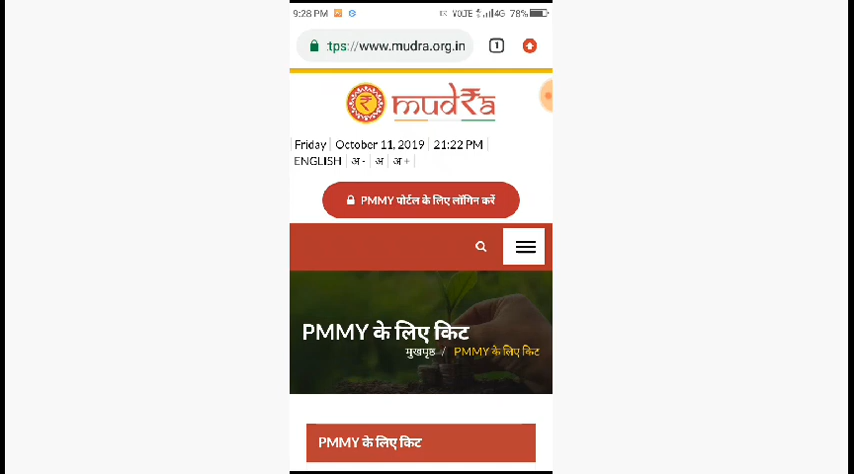 9:28 PM VOLTE 4G 78%
tps://www.mudra.org.in 1
mudra
Friday October 11, 2019 21:22 PM
ENGLISH अ - अ अ +
PMMY पोर्टल के लिए लॉगिन करें
PMMY के लिए किट
मुखपृष्ठ / PMMY के लिए किट
PMMY के लिए किट